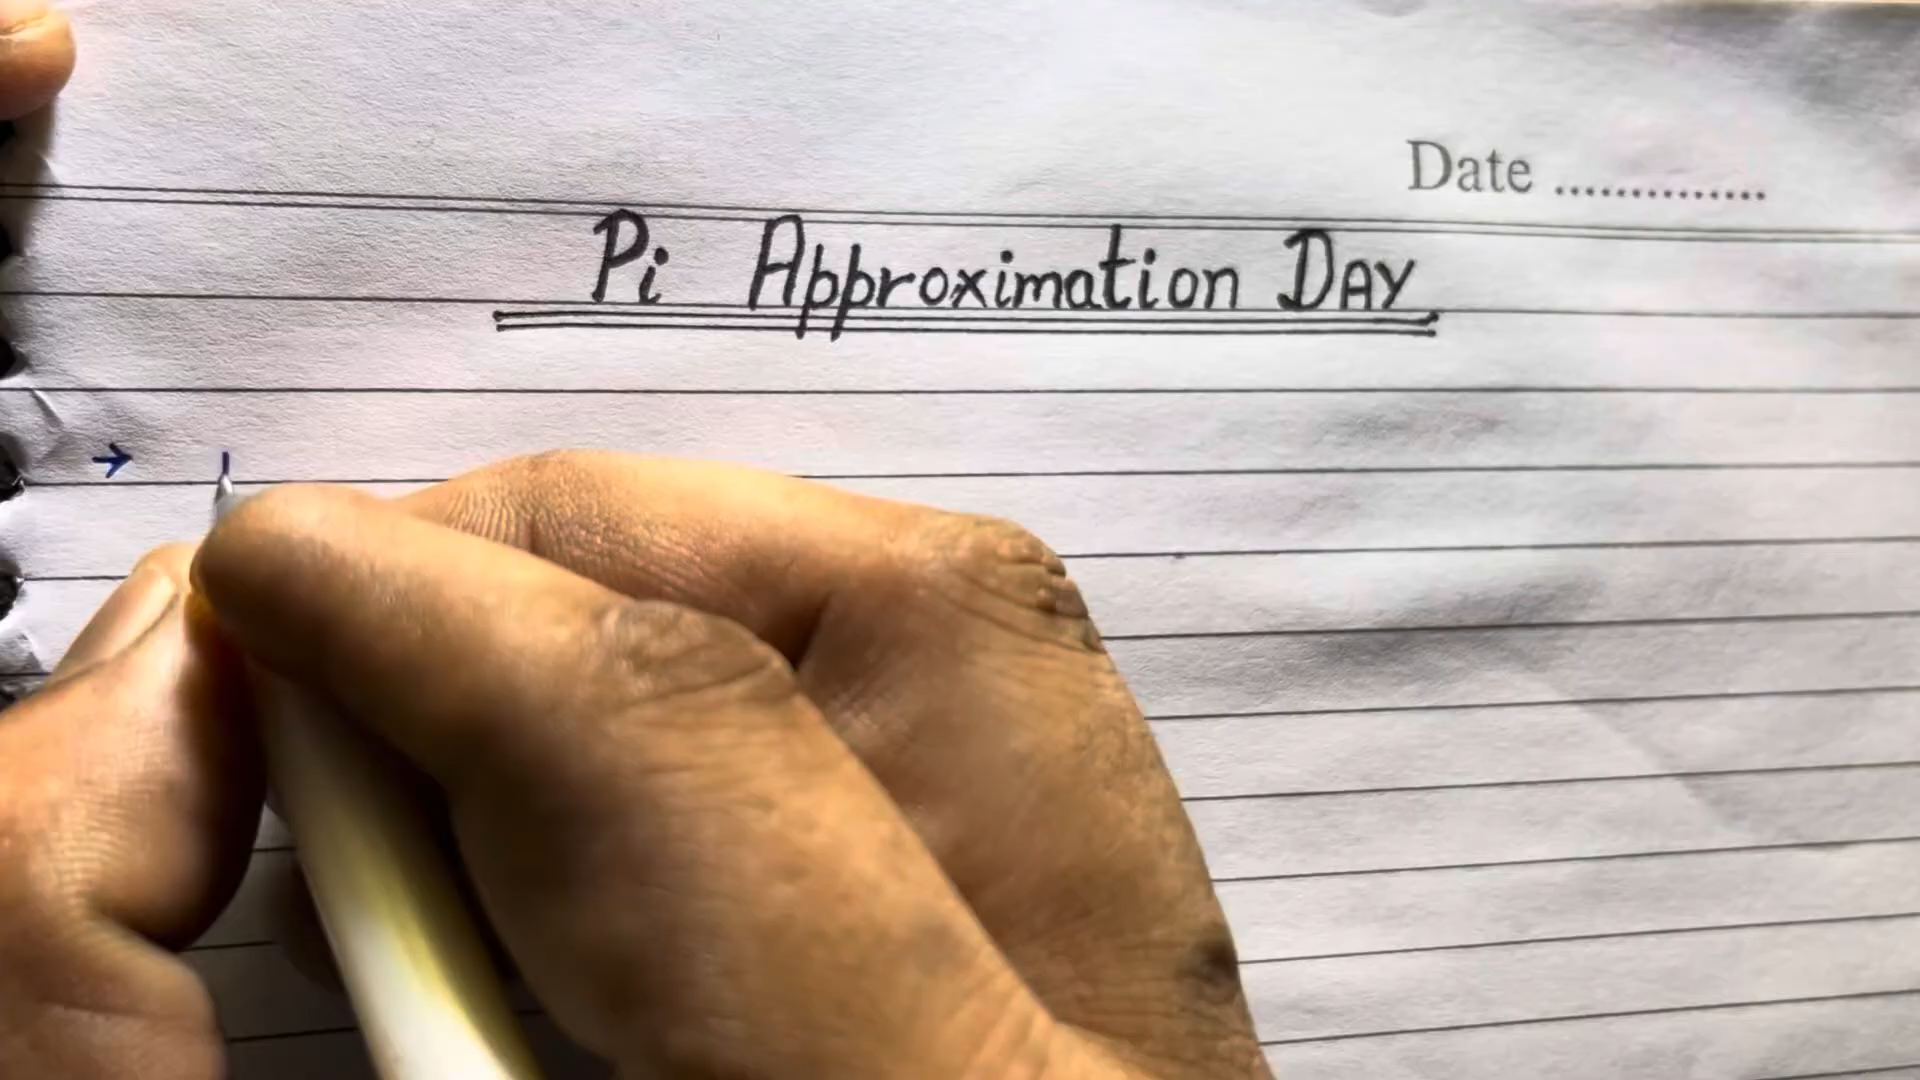 Date ..............
Pi Approximation DAY
→